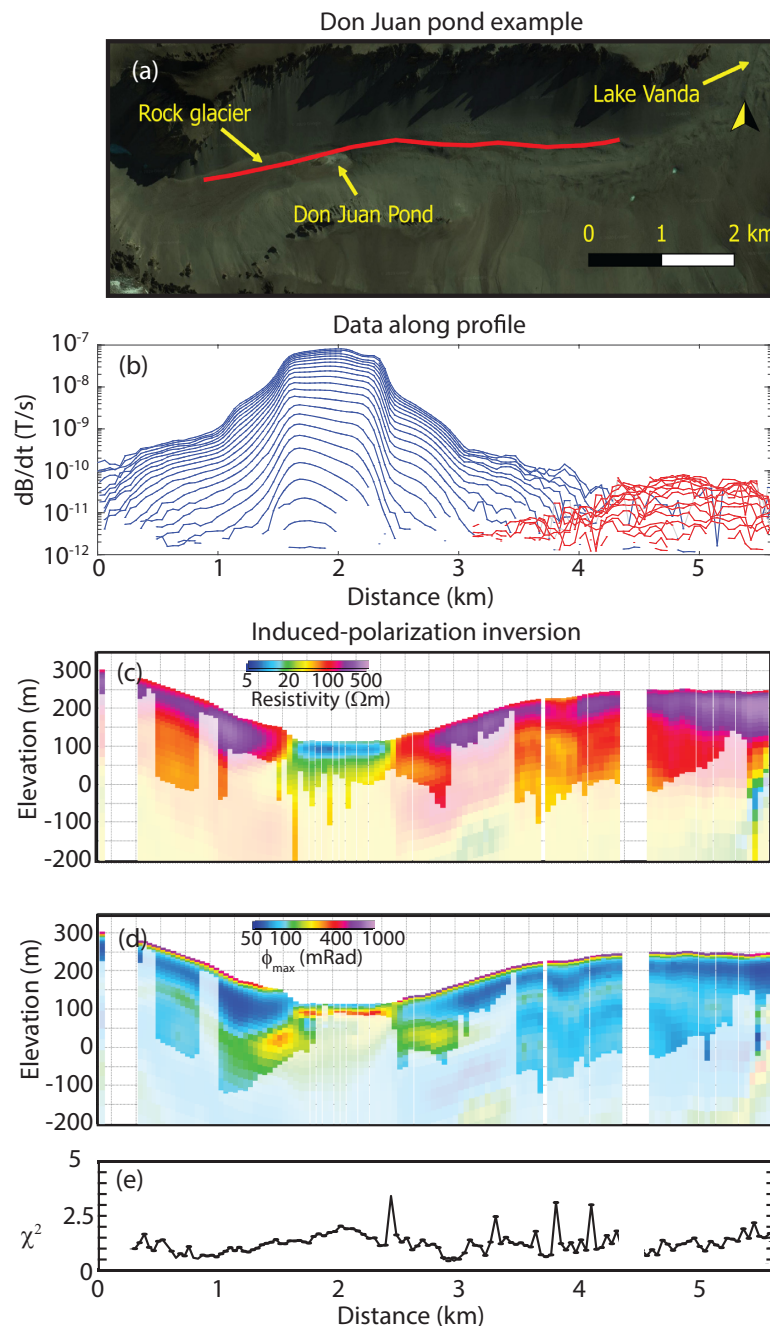 Don Juan pond example
(a)
Lake Vanda
Rock glacier
Don Juan Pond
0 1 2 km
Data along profile
(b)
10-7
10-8
10-9
10-10
10-11
10-12
dB/dt (T/s)
0 1 2 3 4 5
Distance (km)
Induced-polarization inversion
(c)
5 20 100 500
Resistivity (Ωm)
300
200
100
0
-100
-200
Elevation (m)
(d)
50 100 400 1000
ϕmax (mRad)
300
200
100
0
-100
-200
Elevation (m)
(e)
5
2.5
0
χ2
0 1 2 3 4 5
Distance (km)